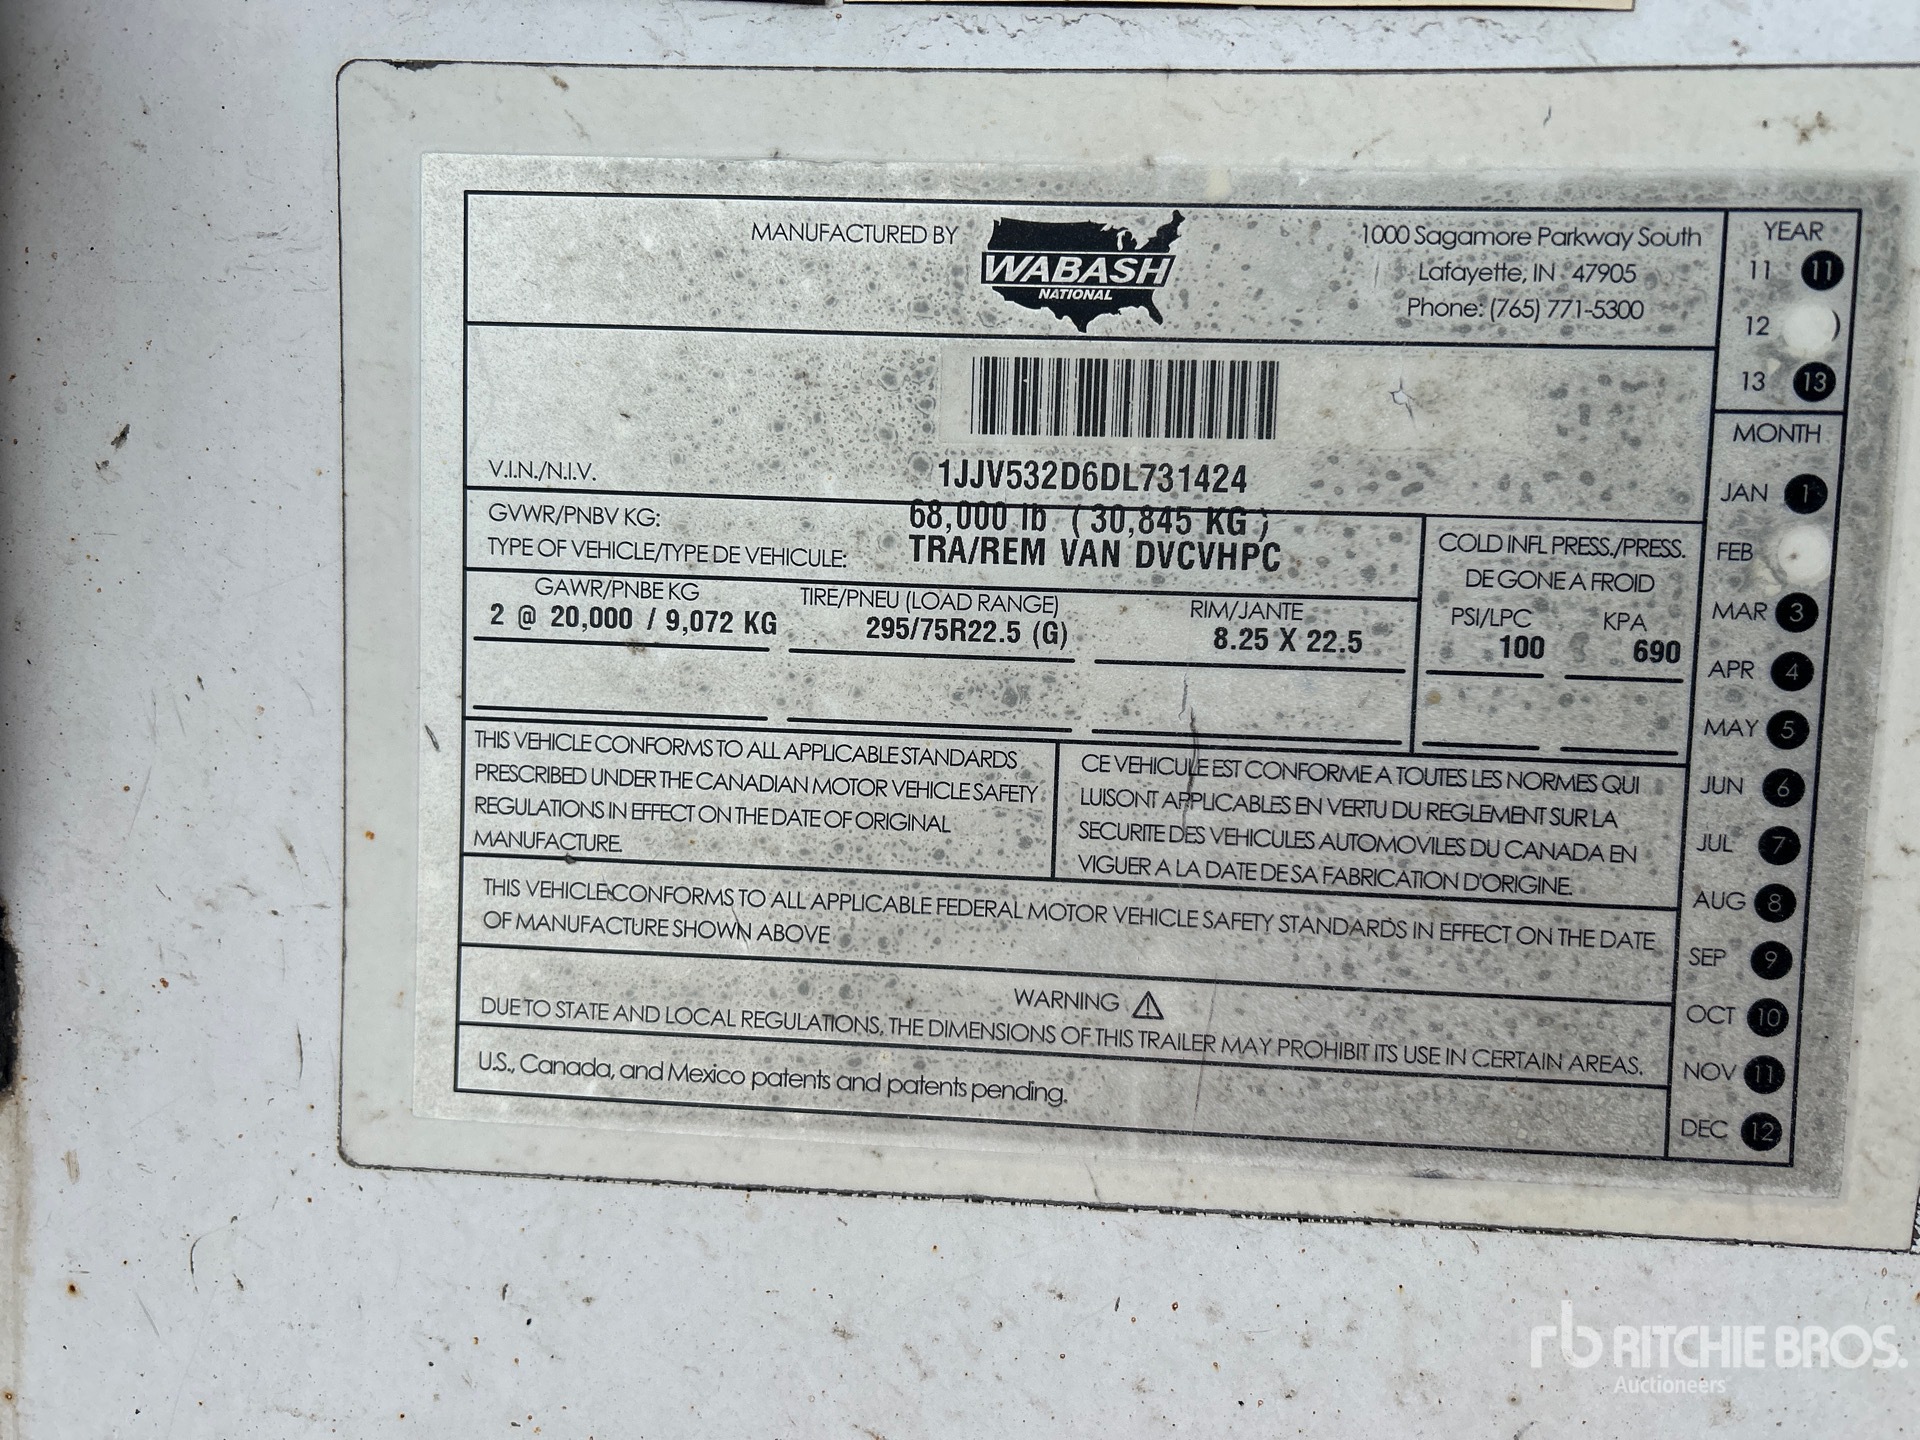 MANUFACTURED BY
WABASH
NATIONAL
1000 Sagamore Parkway South
Lafayette, IN 47905
Phone: (765) 771-5300
V.I.N./N.I.V.
1JJV532D6DL731424
GVWR/PNBV KG:
68,000 lb ( 30,845 KG )
TYPE OF VEHICLE/TYPE DE VEHICULE:
TRA/REM VAN DVCVHPC
GAWR/PNBE KG
2 @ 20,000 / 9,072 KG
TIRE/PNEU (LOAD RANGE)
295/75R22.5 (G)
RIM/JANTE
8.25 X 22.5
COLD INFL PRESS./PRESS.
DE GONE A FROID
PSI/LPC KPA
100 690
THIS VEHICLE CONFORMS TO ALL APPLICABLE STANDARDS
PRESCRIBED UNDER THE CANADIAN MOTOR VEHICLE SAFETY
REGULATIONS IN EFFECT ON THE DATE OF ORIGINAL
MANUFACTURE.
CE VEHICULE EST CONFORME A TOUTES LES NORMES QUI
LUISONT APPLICABLES EN VERTU DU REGLEMENT SUR LA
SECURITE DES VEHICULES AUTOMOVILES DU CANADA EN
VIGUER A LA DATE DE SA FABRICATION D'ORIGINE.
THIS VEHICLE CONFORMS TO ALL APPLICABLE FEDERAL MOTOR VEHICLE SAFETY STANDARDS IN EFFECT ON THE DATE
OF MANUFACTURE SHOWN ABOVE
WARNING
DUE TO STATE AND LOCAL REGULATIONS, THE DIMENSIONS OF THIS TRAILER MAY PROHIBIT ITS USE IN CERTAIN AREAS.
U.S., Canada, and Mexico patents and patents pending.
YEAR
11 11
12
13 13
MONTH
JAN 1
FEB
MAR 3
APR 4
MAY 5
JUN 6
JUL 7
AUG 8
SEP 9
OCT 10
NOV 11
DEC 12
rb RITCHIE BROS.
Auctioneers